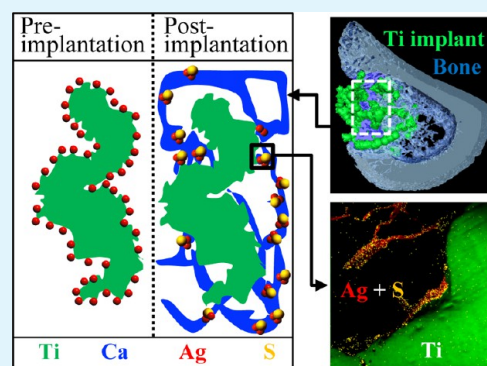 Pre-
implantation
Post-
implantation
Ti implant
Bone
Ag + S
Ti
Ti Ca Ag S